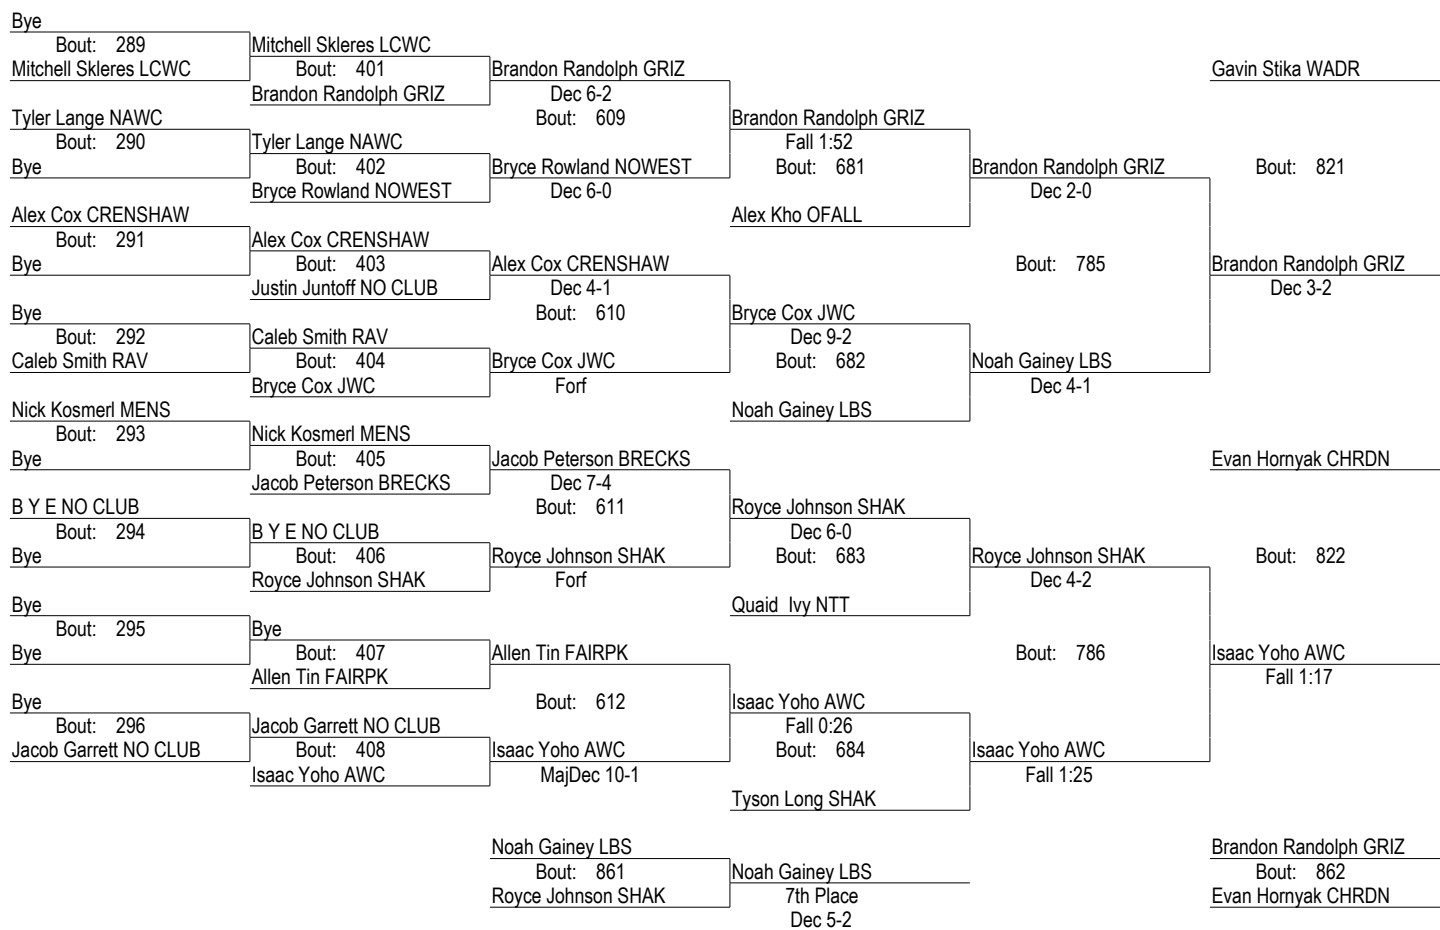 Bye
Bout: 289
Mitchell Skleres LCWC
Tyler Lange NAWC
Bout: 290
Bye
Alex Cox CRENSHAW
Bout: 291
Bye
Bye
Bout: 292
Caleb Smith RAV
Nick Kosmerl MENS
Bout: 293
Bye
B Y E NO CLUB
Bout: 294
Bye
Bye
Bout: 295
Bye
Bye
Bout: 296
Jacob Garrett NO CLUB
Mitchell Skleres LCWC
Bout: 401
Brandon Randolph GRIZ
Tyler Lange NAWC
Bout: 402
Bryce Rowland NOWEST
Alex Cox CRENSHAW
Bout: 403
Justin Juntoff NO CLUB
Caleb Smith RAV
Bout: 404
Bryce Cox JWC
Nick Kosmerl MENS
Bout: 405
Jacob Peterson BRECKS
B Y E NO CLUB
Bout: 406
Royce Johnson SHAK
Bye
Bout: 407
Allen Tin FAIRPK
Jacob Garrett NO CLUB
Bout: 408
Isaac Yoho AWC
Brandon Randolph GRIZ
Dec 6-2
Bout: 609
Bryce Rowland NOWEST
Dec 6-0
Alex Cox CRENSHAW
Dec 4-1
Bout: 610
Bryce Cox JWC
Forf
Jacob Peterson BRECKS
Dec 7-4
Bout: 611
Royce Johnson SHAK
Forf
Allen Tin FAIRPK
Bout: 612
Isaac Yoho AWC
MajDec 10-1
Brandon Randolph GRIZ
Fall 1:52
Bout: 681
Alex Kho OFALL
Bryce Cox JWC
Dec 9-2
Bout: 682
Noah Gainey LBS
Royce Johnson SHAK
Dec 6-0
Bout: 683
Quaid Ivy NTT
Isaac Yoho AWC
Fall 0:26
Bout: 684
Tyson Long SHAK
Brandon Randolph GRIZ
Dec 2-0
Bout: 785
Noah Gainey LBS
Dec 4-1
Royce Johnson SHAK
Dec 4-2
Bout: 786
Isaac Yoho AWC
Fall 1:25
Gavin Stika WADR
Bout: 821
Brandon Randolph GRIZ
Dec 3-2
Evan Hornyak CHRDN
Bout: 822
Isaac Yoho AWC
Fall 1:17
Noah Gainey LBS
Bout: 861
Royce Johnson SHAK
Noah Gainey LBS
7th Place
Dec 5-2
Brandon Randolph GRIZ
Bout: 862
Evan Hornyak CHRDN